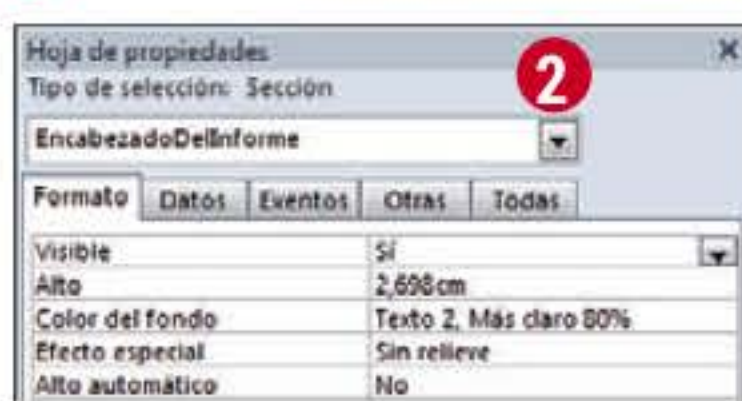 Hoja de propiedades
2
Tipo de selección: Sección
EncabezadoDelInforme
Formato Datos Eventos Otras Todas
Visible Sí
Alto 2,698cm
Color del fondo Texto 2, Más claro 80%
Efecto especial Sin relieve
Alto automático No